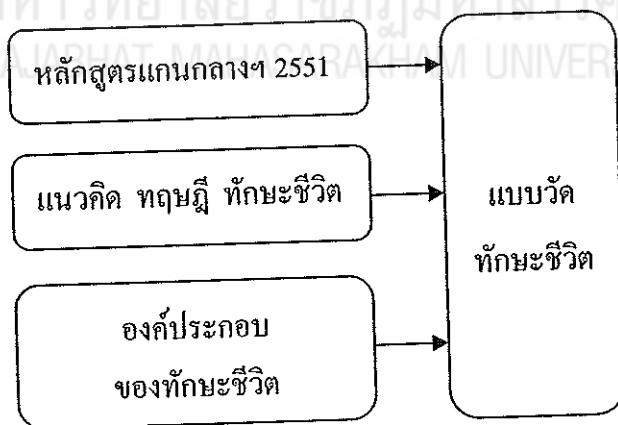 หลักสูตรแกนกลางฯ 2551
แนวคิด ทฤษฎี ทักษะชีวิต
องค์ประกอบ
ของทักษะชีวิต
แบบวัด
ทักษะชีวิต
MAHASARAKHAM